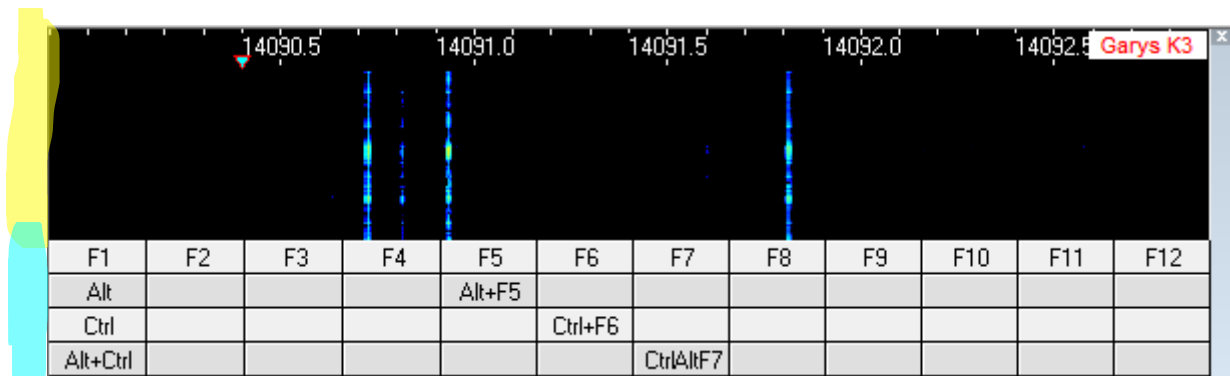 14090.5 14091.0 14091.5 14092.0 14092.5 Garys K3
F1 F2 F3 F4 F5 F6 F7 F8 F9 F10 F11 F12
Alt Alt+F5
Ctrl Ctrl+F6
Alt+Ctrl CtrlAltF7